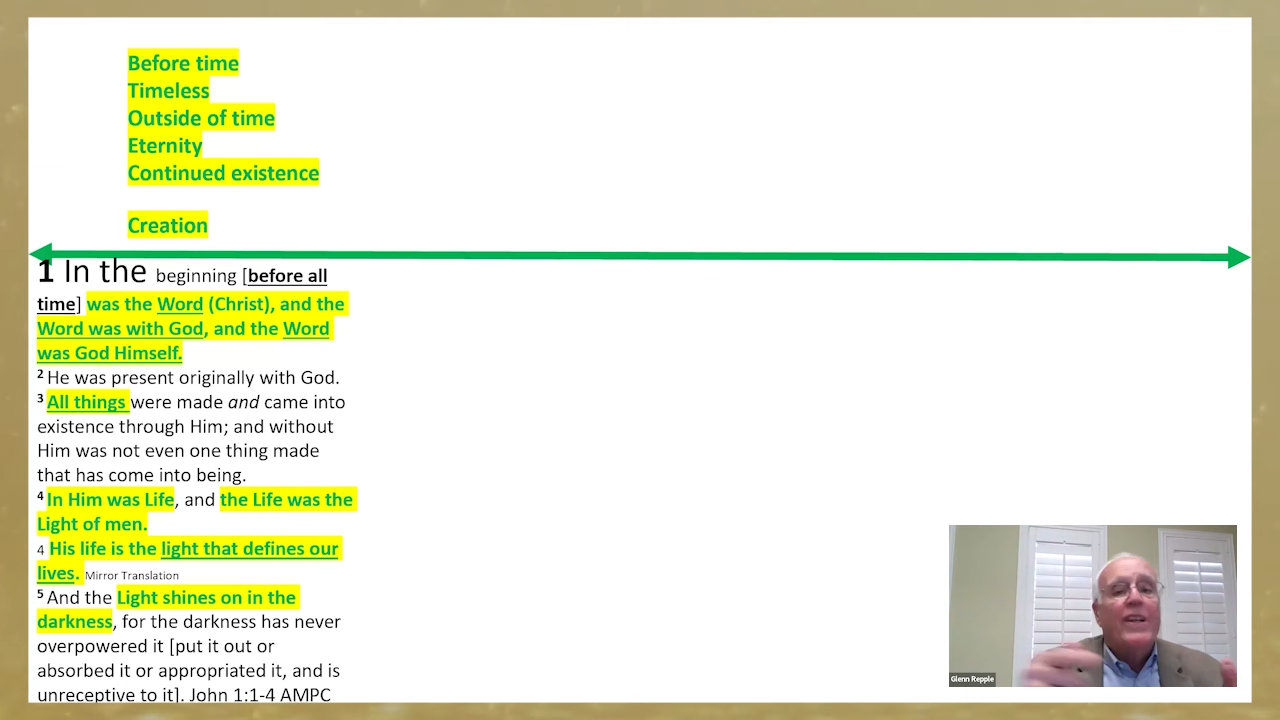 Before time
Timeless
Outside of time
Eternity
Continued existence
Creation
1 In the beginning [before all
time] was the Word (Christ), and the
Word was with God, and the Word
was God Himself.
2 He was present originally with God.
3 All things were made and came into
existence through Him; and without
Him was not even one thing made
that has come into being.
4 In Him was Life, and the Life was the
Light of men.
4 His life is the light that defines our
lives. Mirror Translation
5 And the Light shines on in the
darkness, for the darkness has never
overpowered it [put it out or
absorbed it or appropriated it, and is
unreceptive to it]. John 1:1-4 AMPC
Glenn Repple